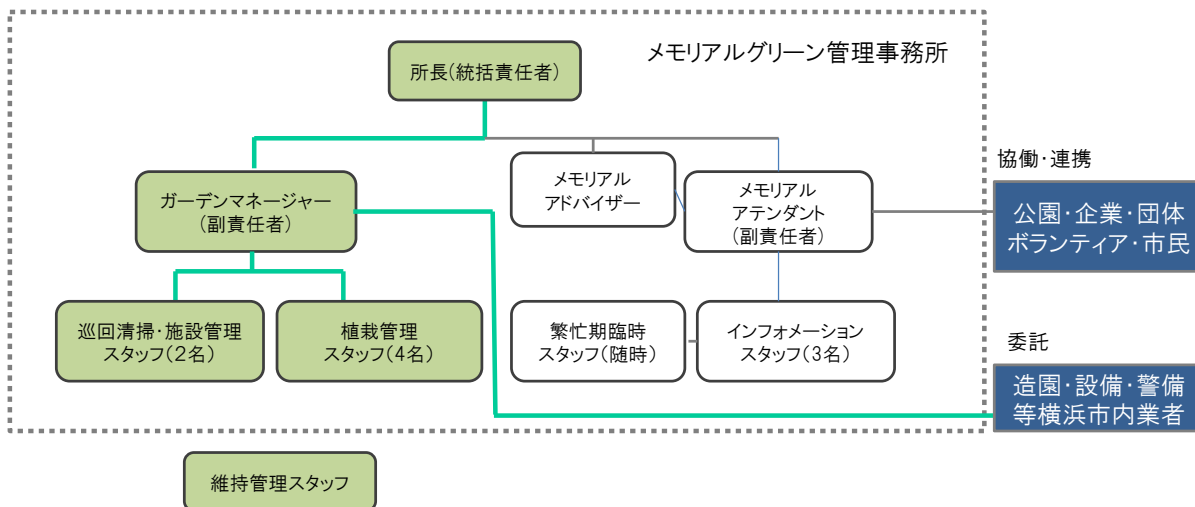 メモリアルグリーン管理事務所
所長(統括責任者)
ガーデンマネージャー
(副責任者)
メモリアル
アドバイザー
メモリアル
アテンダント
(副責任者)
協働・連携
公園・企業・団体
ボランティア・市民
巡回清掃・施設管理
スタッフ(2名)
植栽管理
スタッフ(4名)
繁忙期臨時
スタッフ(随時)
インフォメーション
スタッフ(3名)
委託
造園・設備・警備
等横浜市内業者
維持管理スタッフ